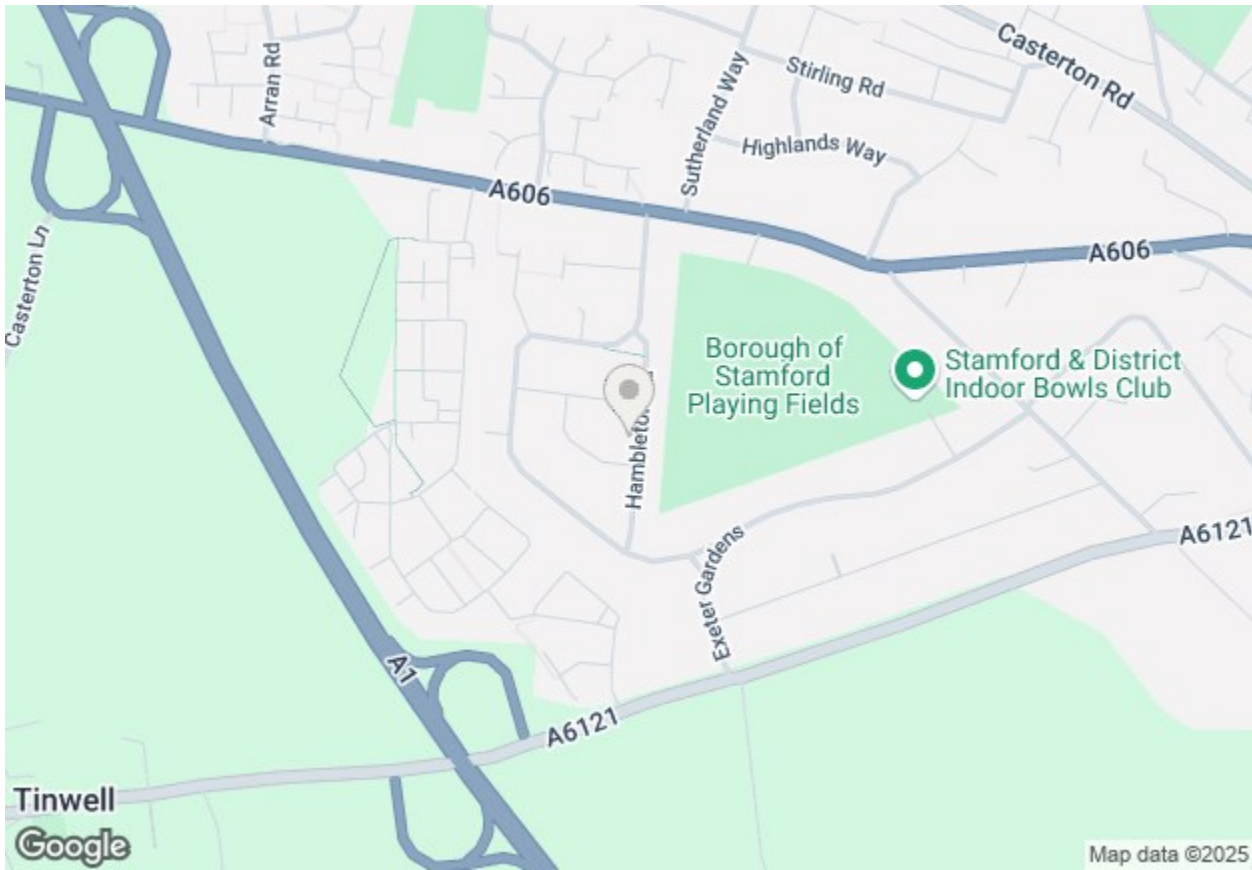 Arran Rd
Casterton Rd
Stirling Rd
Sutherland Way
Highlands Way
A606
A606
Casterton Ln
Borough of
Stamford
Playing Fields
Stamford & District
Indoor Bowls Club
A6121
Exeter Gardens
A1
A6121
Tinwell
Google
Map data ©2025